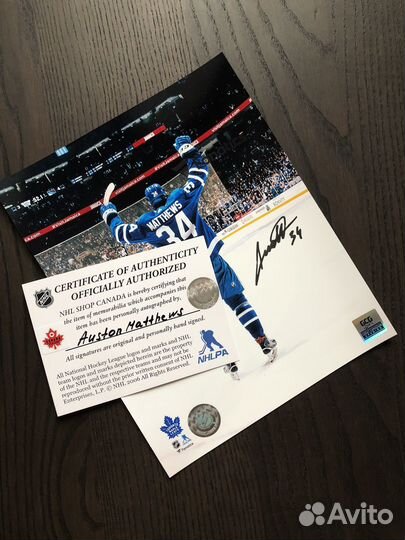 MATTHEWS
34
34
CERTIFICATE OF AUTHENTICITY
OFFICIALLY AUTHORIZED
NHL SHOP CANADA is hereby certifying that
the item of memorabilia which accompanies this
item has been personally autographed by,
Auston Matthews
All signatures are original and personally hand signed.
NHLPA
All National Hockey League logos and marks and NHL
team logos and marks depicted herein are the property
of NHL and the respective teams and may not be
reproduced without the prior written consent of NHL
Enterprises, L.P. © NHL 2006 All Rights Reserved.
GCG
Avito